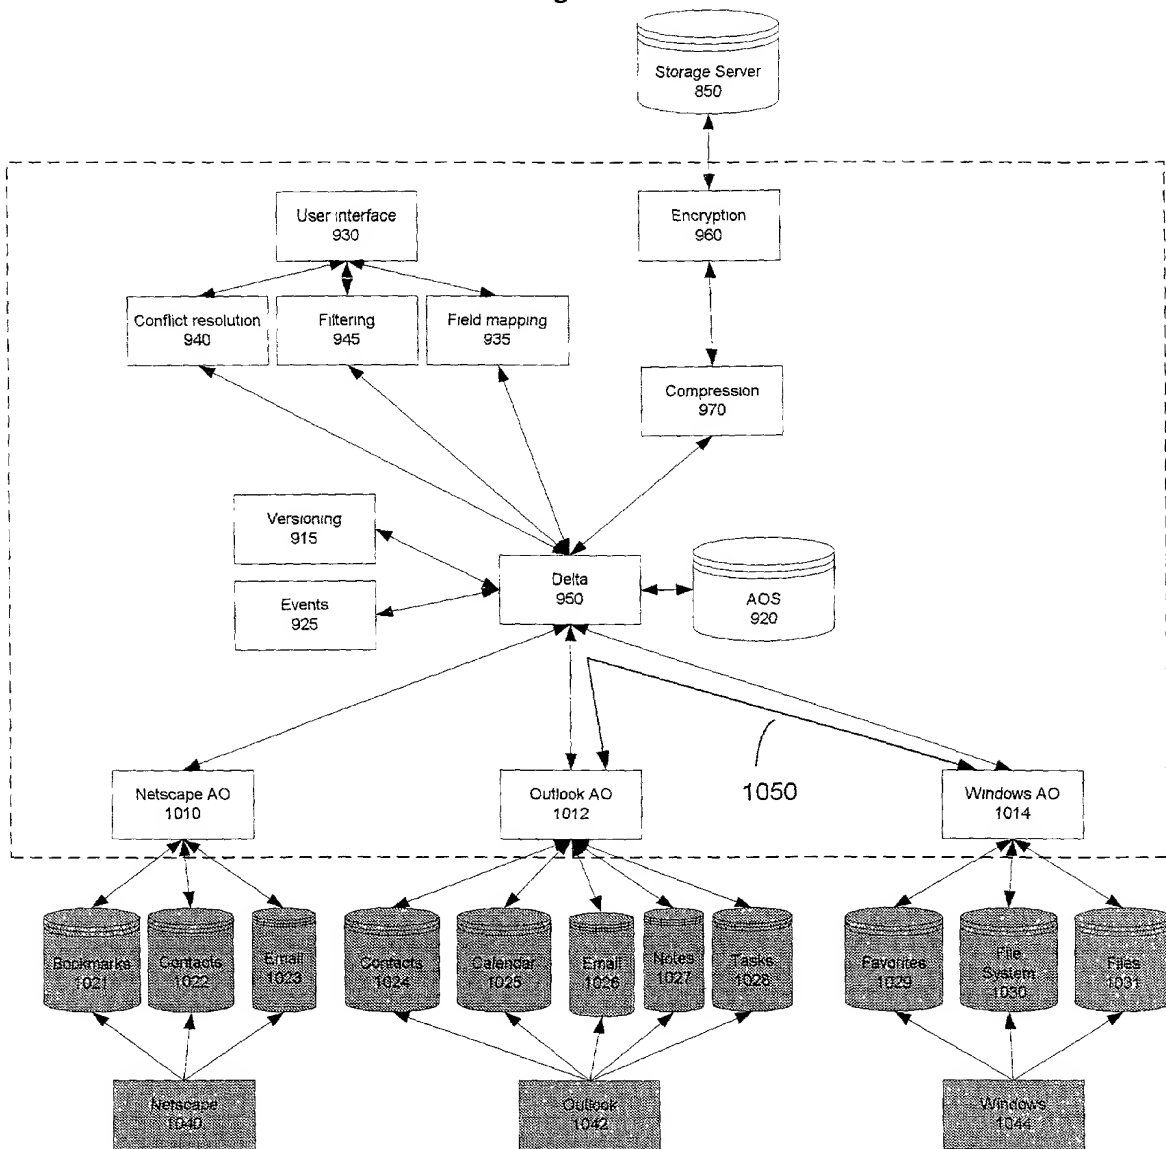 Storage Server
850
User interface
930
Encryption
960
Conflict resolution
940
Filtering
945
Field mapping
935
Compression
970
Versioning
915
Delta
950
AOS
920
Events
925
1050
Netscape AO
1010
Outlook AO
1012
Windows AO
1014
Bookmarks
1021
Contacts
1022
Email
1023
Contacts
1024
Calendar
1025
Email
1026
Notes
1027
Tasks
1028
Favorites
1029
File
System
1030
Files
1031
Netscape
1040
Outlook
1042
Windows
1044